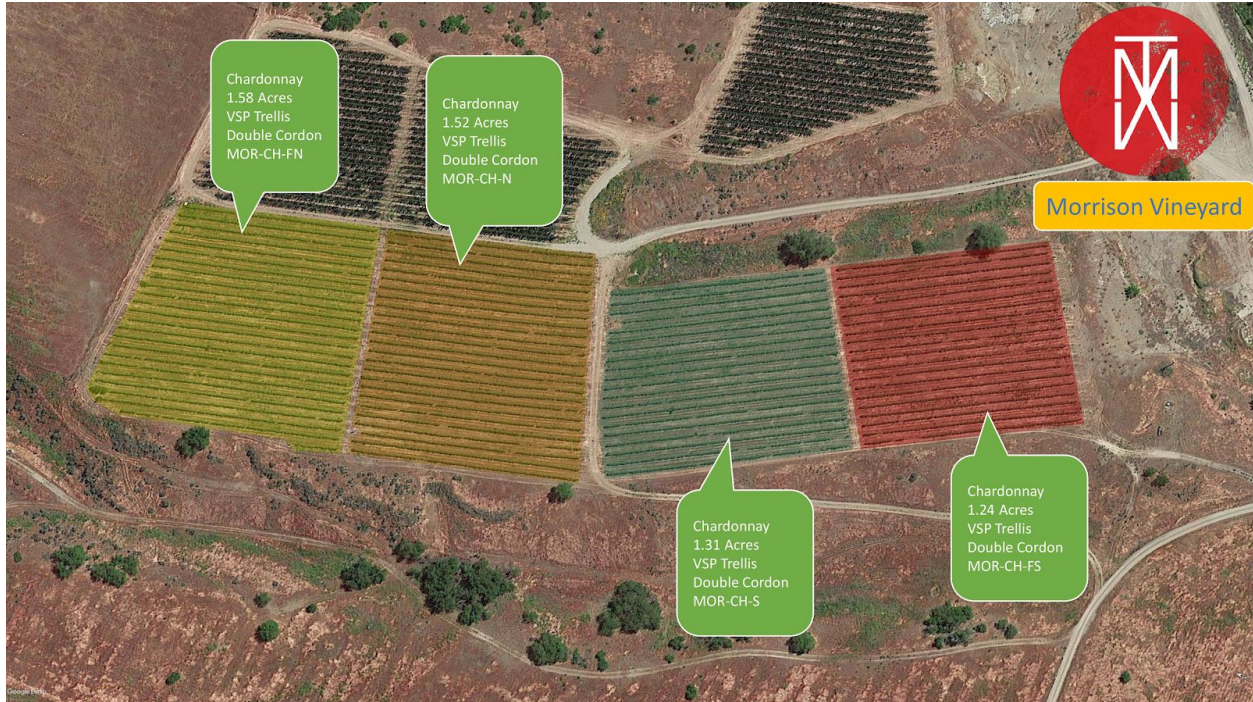 Chardonnay
1.58 Acres
VSP Trellis
Double Cordon
MOR-CH-FN
Chardonnay
1.52 Acres
VSP Trellis
Double Cordon
MOR-CH-N
Morrison Vineyard
Chardonnay
1.31 Acres
VSP Trellis
Double Cordon
MOR-CH-S
Chardonnay
1.24 Acres
VSP Trellis
Double Cordon
MOR-CH-FS
Google Earth